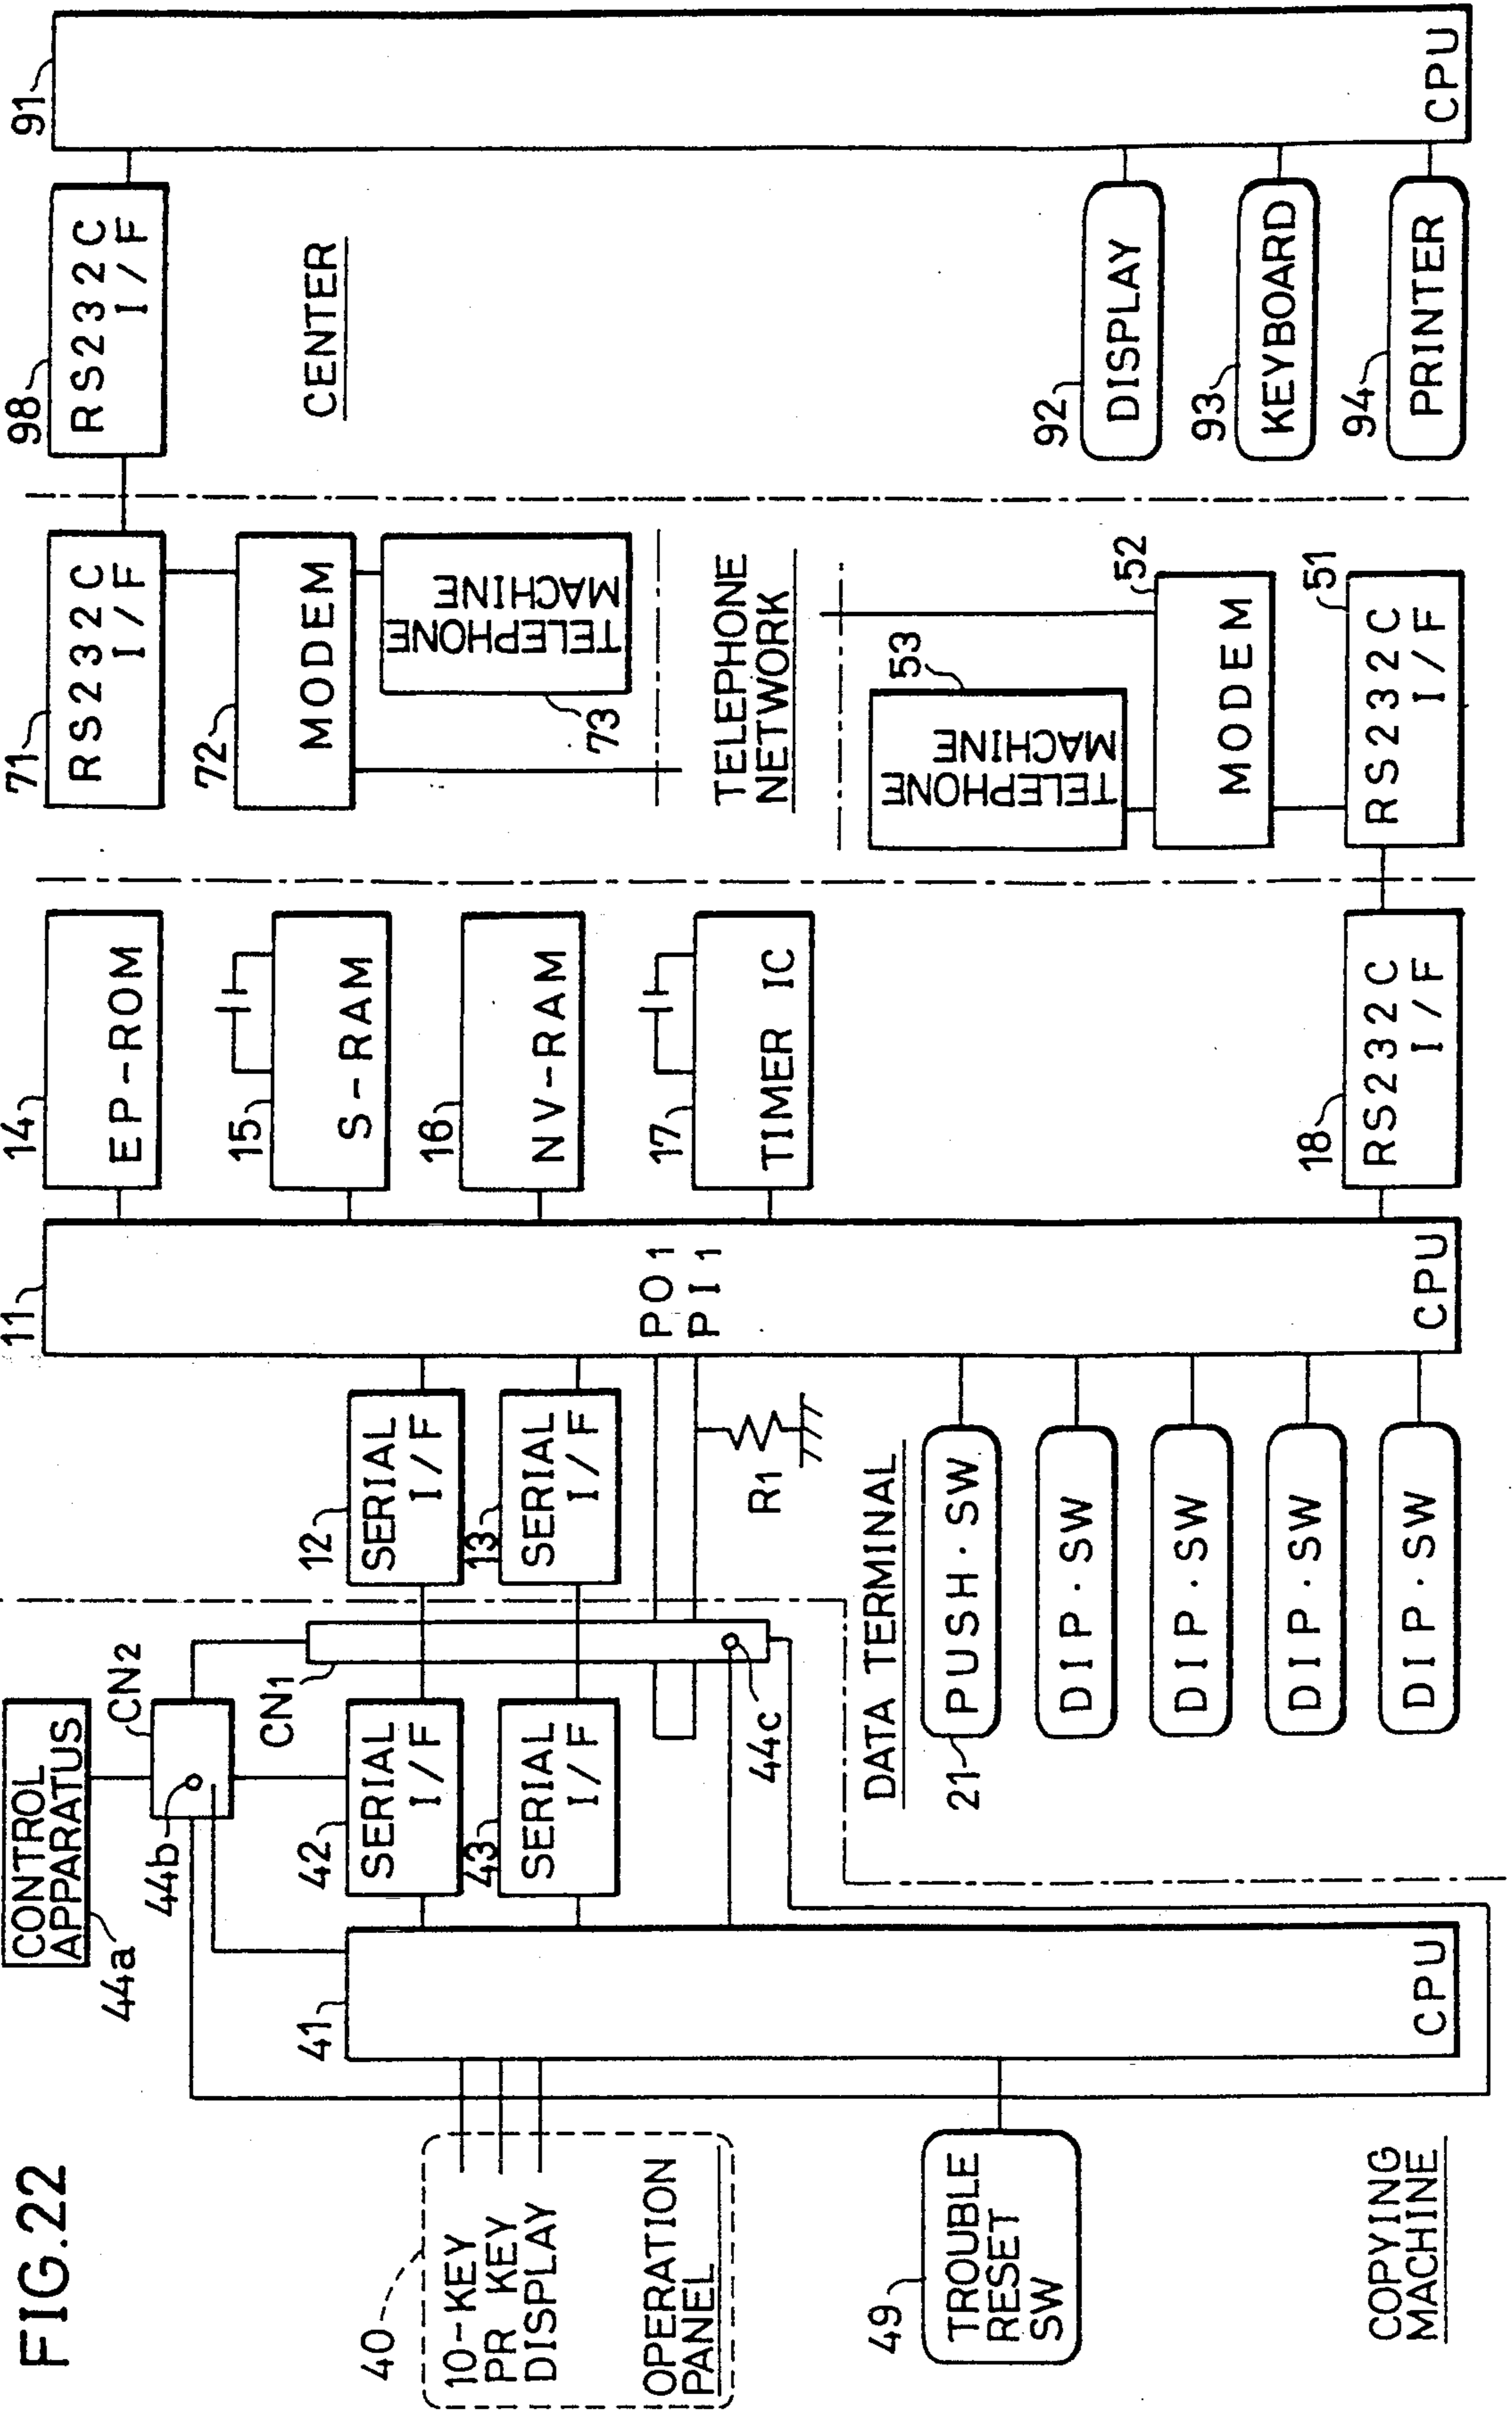 FIG.22
40
10-KEY
PR KEY
DISPLAY
OPERATION
PANEL
49
TROUBLE
RESET
SW
COPYING
MACHINE
CONTROL
APPARATUS
44a
44b
CN2
CN1
41
CPU
42
SERIAL
I/F
43
SERIAL
I/F
44c
12
SERIAL
I/F
13
SERIAL
I/F
R1
DATA TERMINAL
21
PUSH·SW
DIP·SW
DIP·SW
DIP·SW
DIP·SW
11
PO1
PI1
CPU
14
EP-ROM
15
S-RAM
16
NV-RAM
17
TIMER IC
18
RS232C
I/F
71
RS232C
I/F
72
MODEM
73
TELEPHONE
MACHINE
TELEPHONE
NETWORK
53
TELEPHONE
MACHINE
52
MODEM
51
RS232C
I/F
98
RS232C
I/F
CENTER
92
DISPLAY
93
KEYBOARD
94
PRINTER
91
CPU